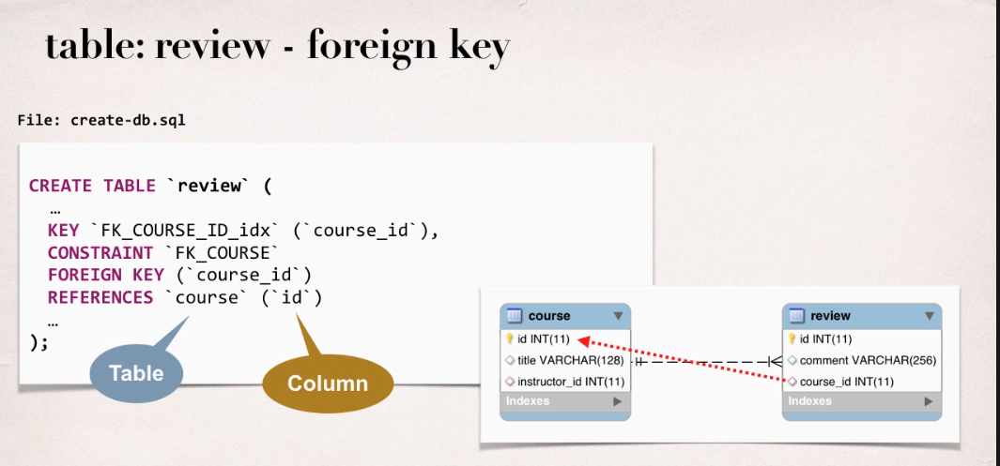 table: review - foreign key
File: create-db.sql
CREATE TABLE `review` (
…
KEY `FK_COURSE_ID_idx` (`course_id`),
CONSTRAINT `FK_COURSE`
FOREIGN KEY (`course_id`)
REFERENCES `course` (`id`)
…
);
Table
Column
course
id INT(11)
title VARCHAR(128)
instructor_id INT(11)
Indexes
review
id INT(11)
comment VARCHAR(256)
course_id INT(11)
Indexes